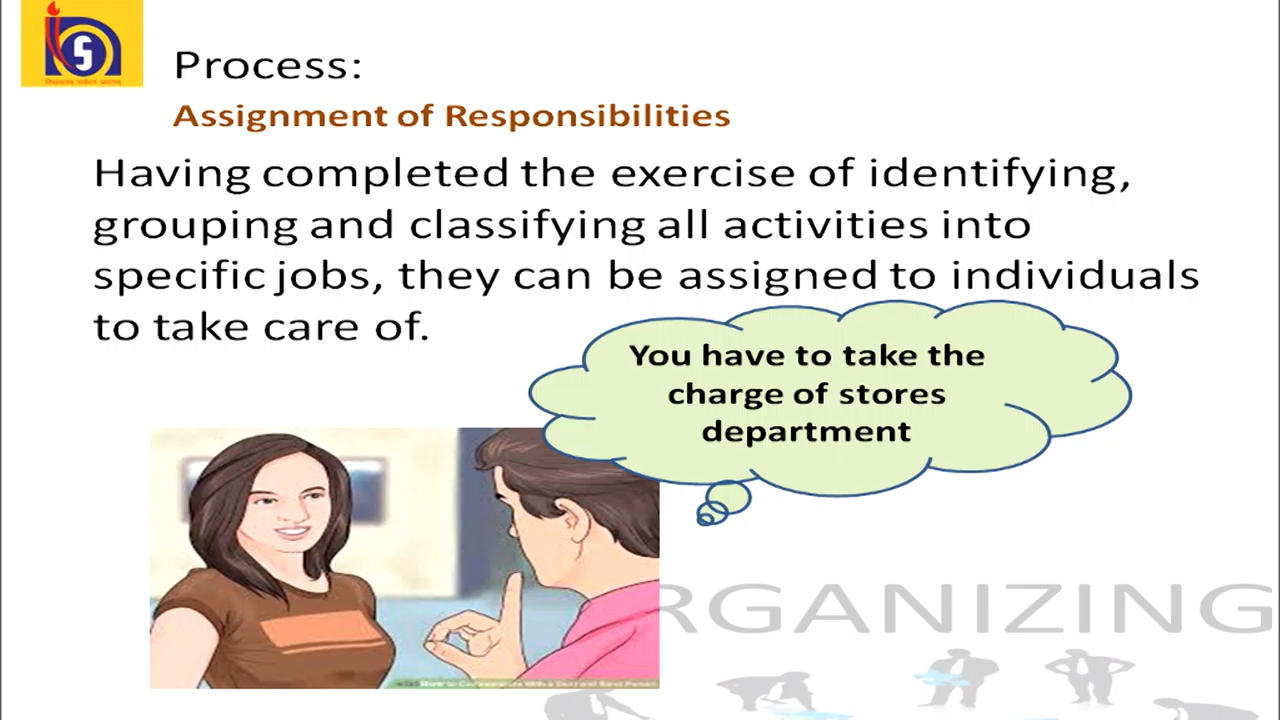 Process:
Assignment of Responsibilities
Having completed the exercise of identifying,
grouping and classifying all activities into
specific jobs, they can be assigned to individuals
to take care of.
You have to take the
charge of stores
department
RGANIZING